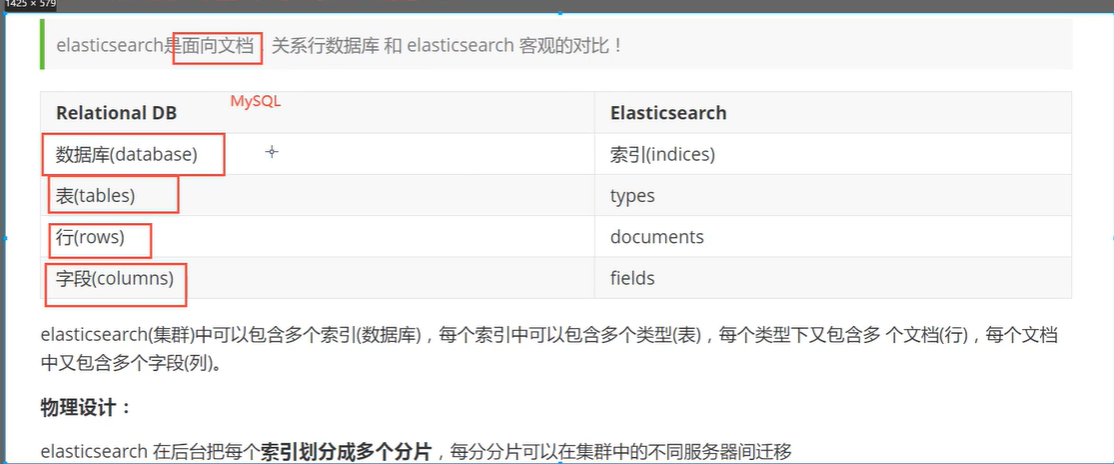 1425 × 579
elasticsearch是面向文档，关系行数据库 和 elasticsearch 客观的对比！
MySQL
Relational DB Elasticsearch
数据库(database) 索引(indices)
表(tables) types
行(rows) documents
字段(columns) fields
elasticsearch(集群)中可以包含多个索引(数据库)，每个索引中可以包含多个类型(表)，每个类型下又包含多 个文档(行)，每个文档
中又包含多个字段(列)。
物理设计：
elasticsearch 在后台把每个索引划分成多个分片，每分分片可以在集群中的不同服务器间迁移